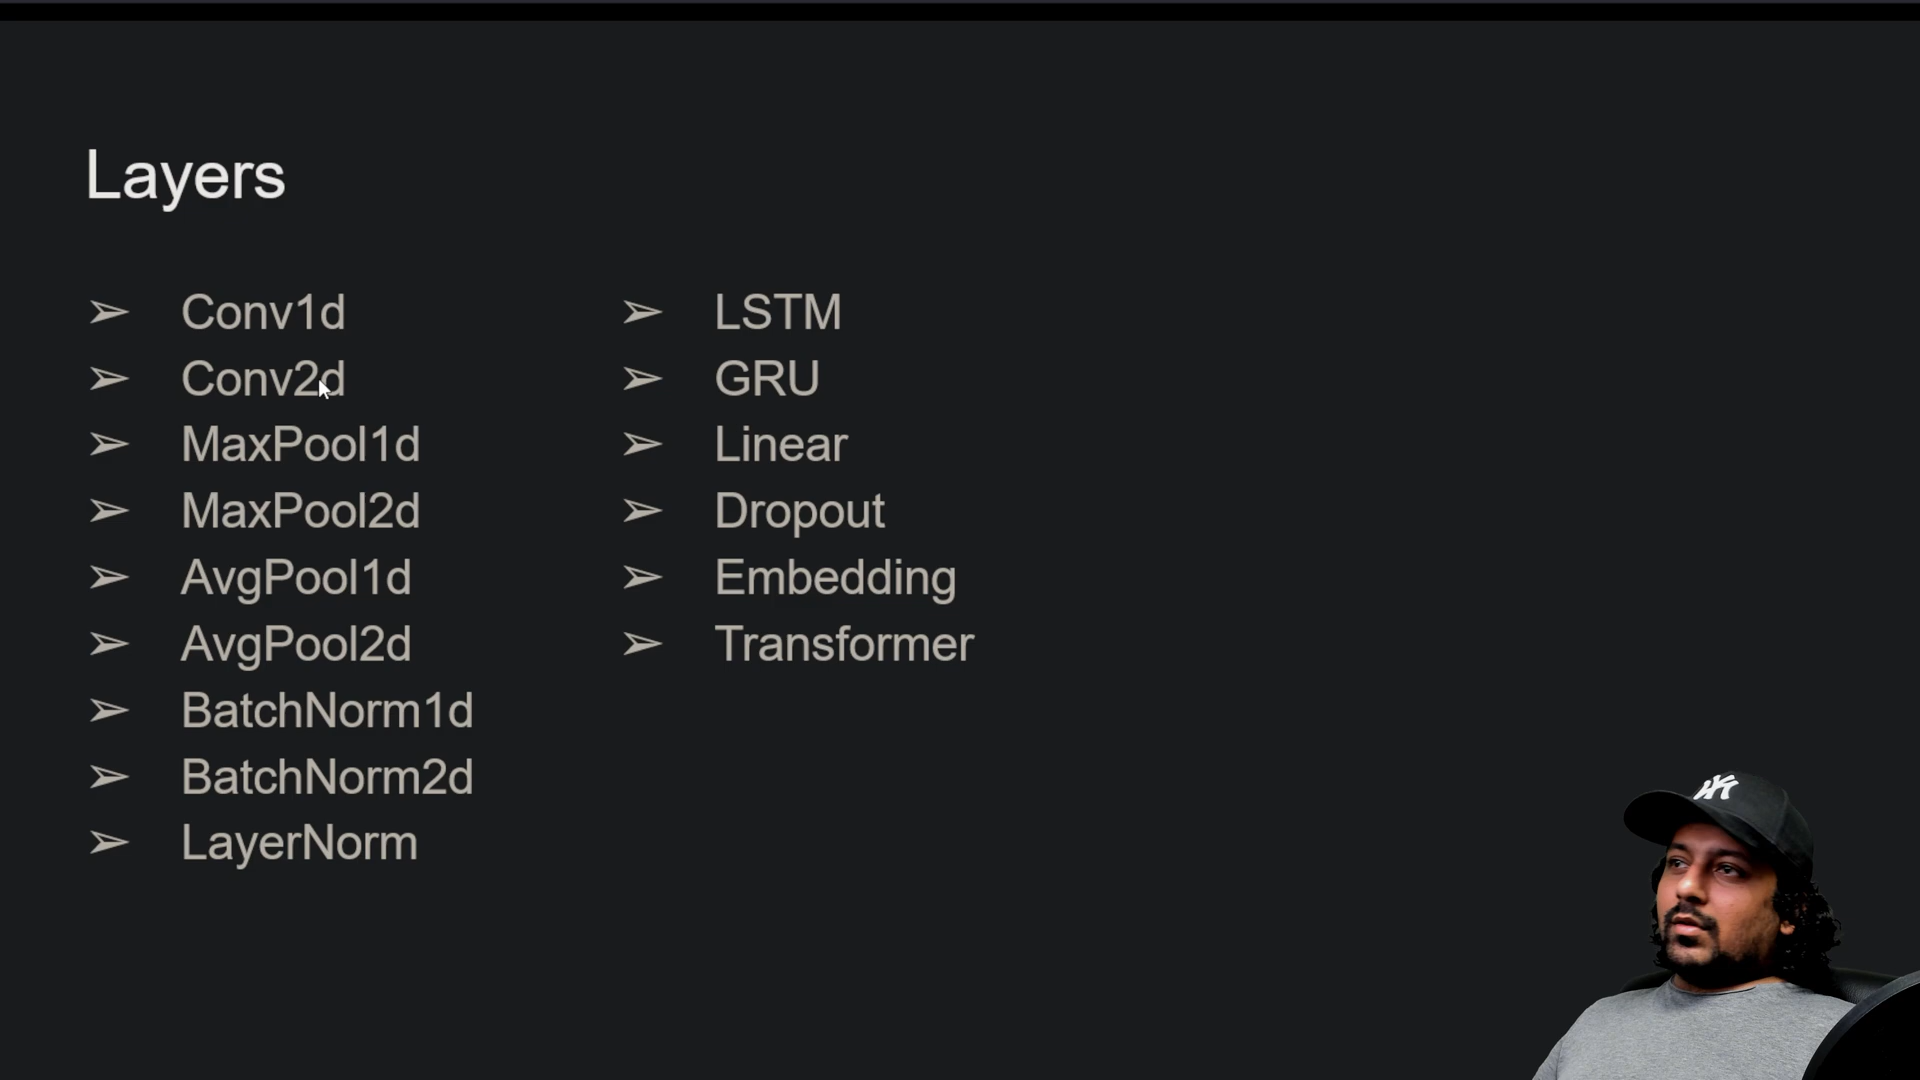 Layers
➢ Conv1d
➢ Conv2d
➢ MaxPool1d
➢ MaxPool2d
➢ AvgPool1d
➢ AvgPool2d
➢ BatchNorm1d
➢ BatchNorm2d
➢ LayerNorm
➢ LSTM
➢ GRU
➢ Linear
➢ Dropout
➢ Embedding
➢ Transformer